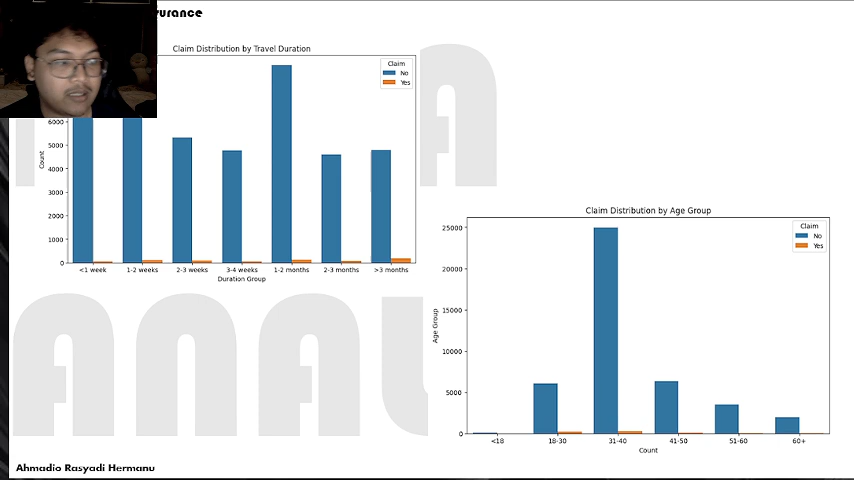 urance
Claim Distribution by Travel Duration
Claim
No
Yes
6000
5000
4000
3000
2000
1000
0
Count
<1 week
1-2 weeks
2-3 weeks
3-4 weeks
1-2 months
2-3 months
>3 months
Duration Group
Claim Distribution by Age Group
Claim
No
Yes
25000
20000
15000
10000
5000
0
Age Group
<18
18-30
31-40
41-50
51-60
60+
Count
A
ANAL
Ahmadio Rasyadi Hermanu